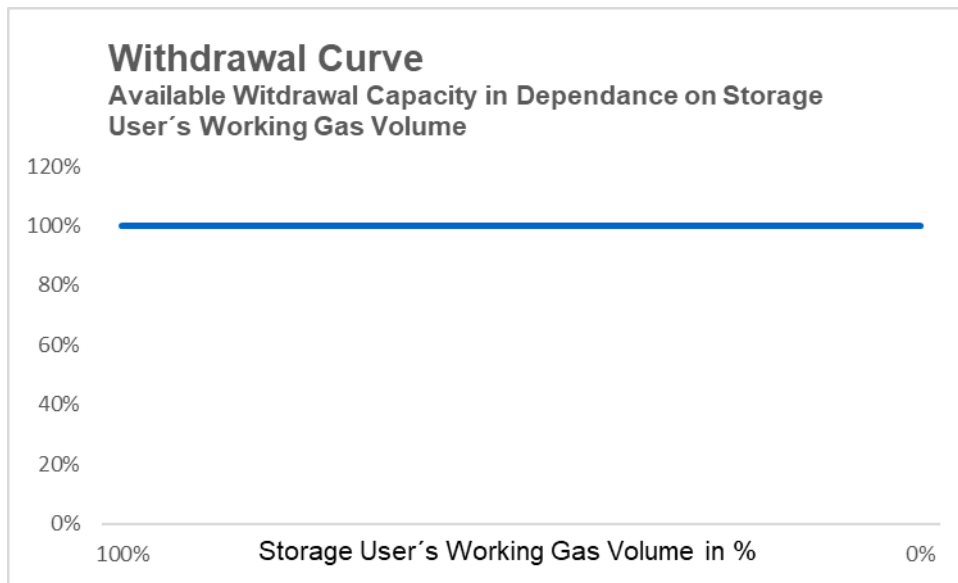 Withdrawal Curve
Available Witdrawal Capacity in Dependance on Storage
User´s Working Gas Volume
120%
100%
80%
60%
40%
20%
0%
100% Storage User´s Working Gas Volume in % 0%